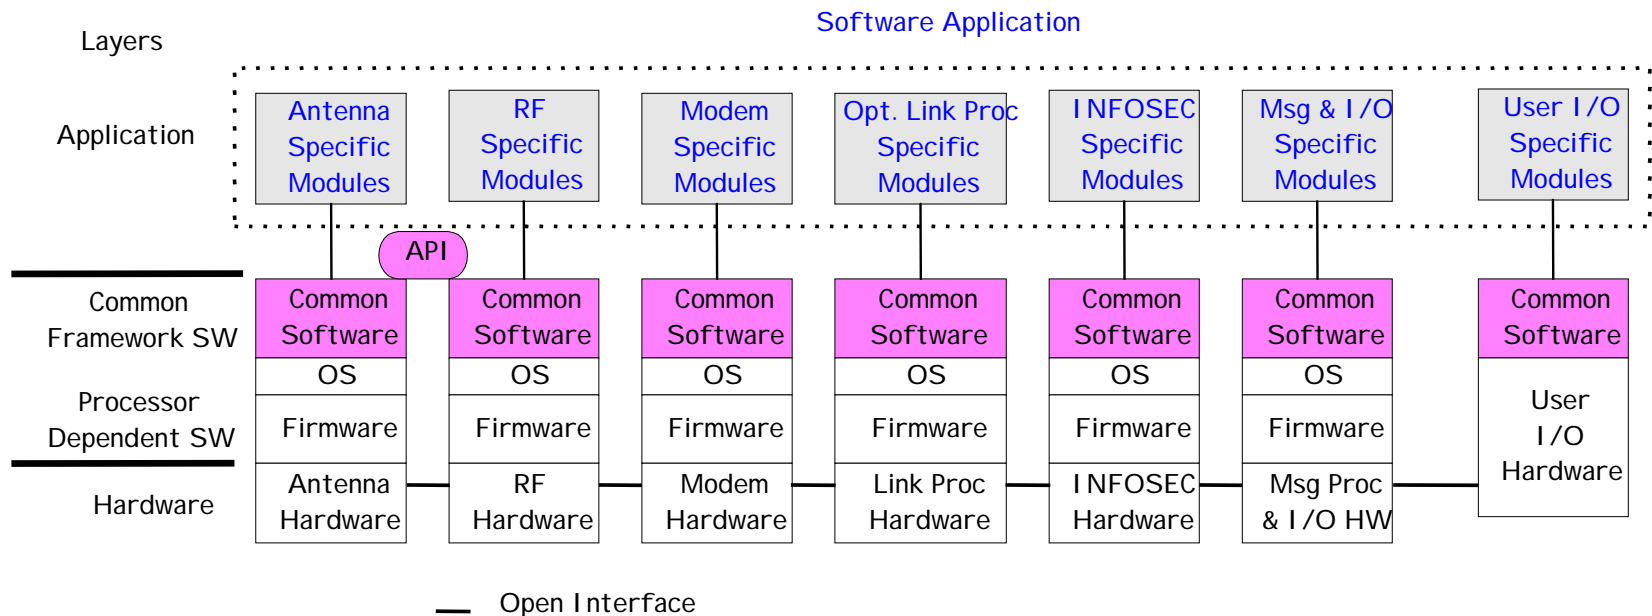 Software Application
Layers
Application
Antenna
Specific
Modules
RF
Specific
Modules
Modem
Specific
Modules
Opt. Link Proc
Specific
Modules
INFOSEC
Specific
Modules
Msg & I/O
Specific
Modules
User I/O
Specific
Modules
API
Common
Framework SW
Common
Software
Common
Software
Common
Software
Common
Software
Common
Software
Common
Software
Common
Software
Processor
Dependent SW
OS
OS
OS
OS
OS
OS
Firmware
Firmware
Firmware
Firmware
Firmware
Firmware
User
I/O
Hardware
Hardware
Antenna
Hardware
RF
Hardware
Modem
Hardware
Link Proc
Hardware
INFOSEC
Hardware
Msg Proc
& I/O HW
Open Interface